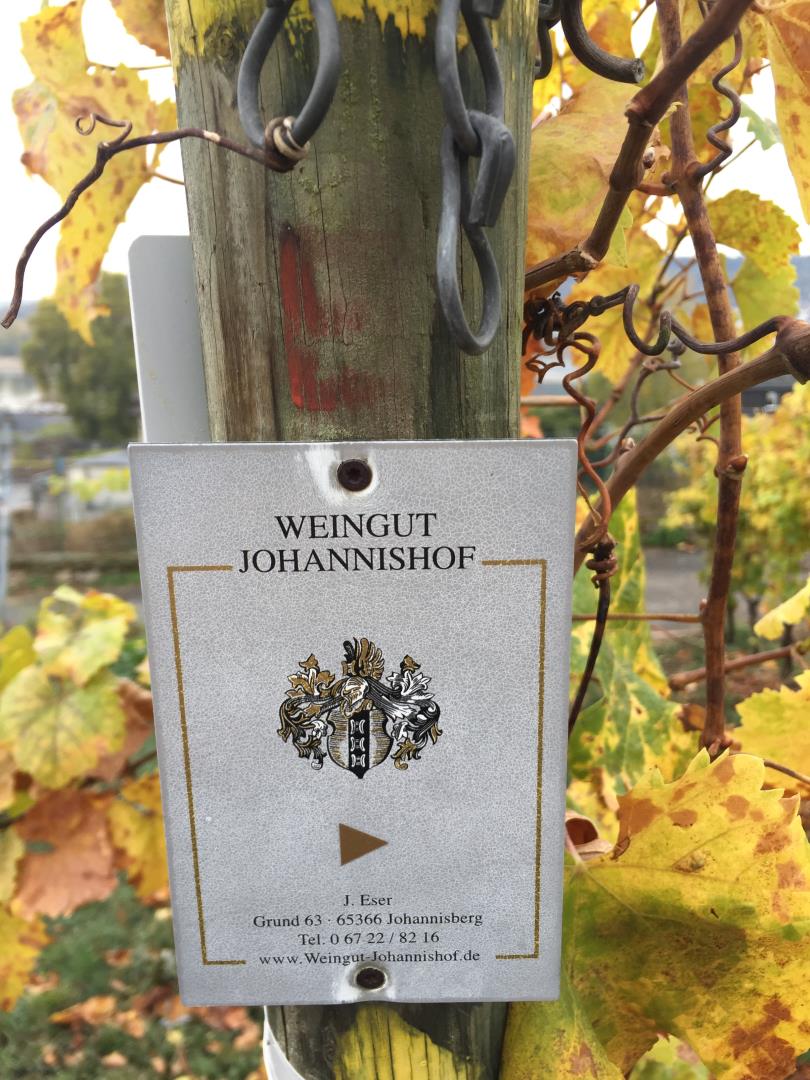 L
WEINGUT
JOHANNISHOF
J. Eser
Grund 63 · 65366 Johannisberg
Tel. 0 67 22 / 82 16
www.Weingut-Johannishof.de